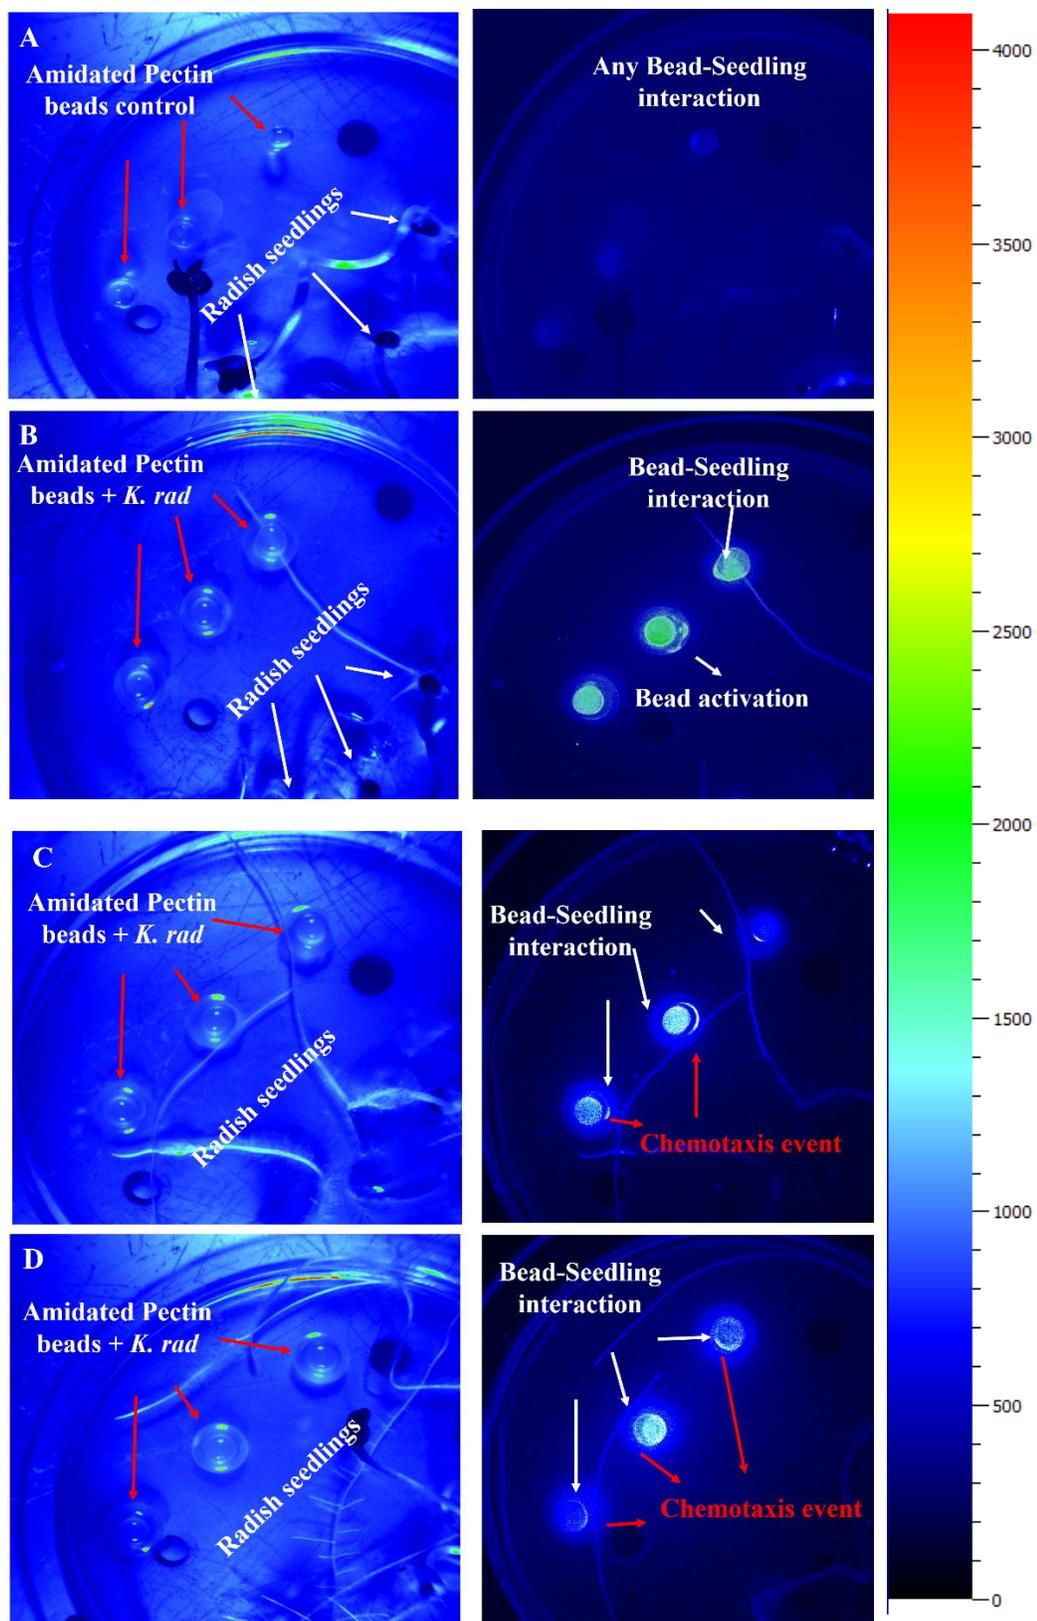 A
Amidated Pectin
beads control
Radish seedlings
Any Bead-Seedling
interaction
B
Amidated Pectin
beads + K. rad
Radish seedlings
Bead-Seedling
interaction
Bead activation
C
Amidated Pectin
beads + K. rad
Radish seedlings
Bead-Seedling
interaction
Chemotaxis event
D
Amidated Pectin
beads + K. rad
Radish seedlings
Bead-Seedling
interaction
Chemotaxis event
4000
3500
3000
2500
2000
1500
1000
500
0